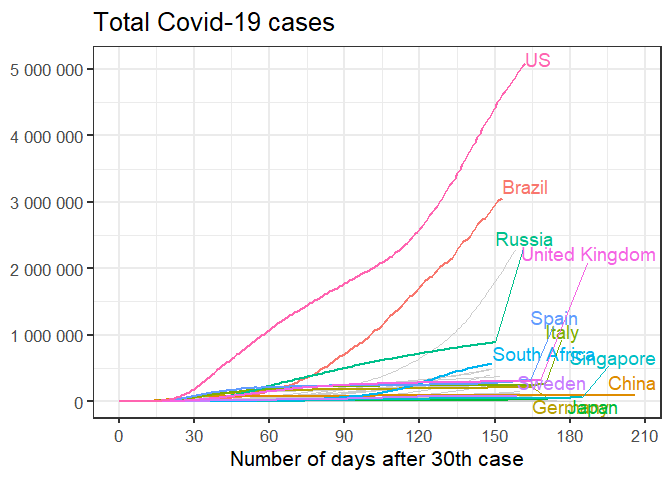 Total Covid-19 cases
5 000 000
4 000 000
3 000 000
2 000 000
1 000 000
0
US
Brazil
Russia
United Kingdom
Spain
Italy
South Africa
Singapore
Sweden
China
Germany
Japan
0 30 60 90 120 150 180 210
Number of days after 30th case